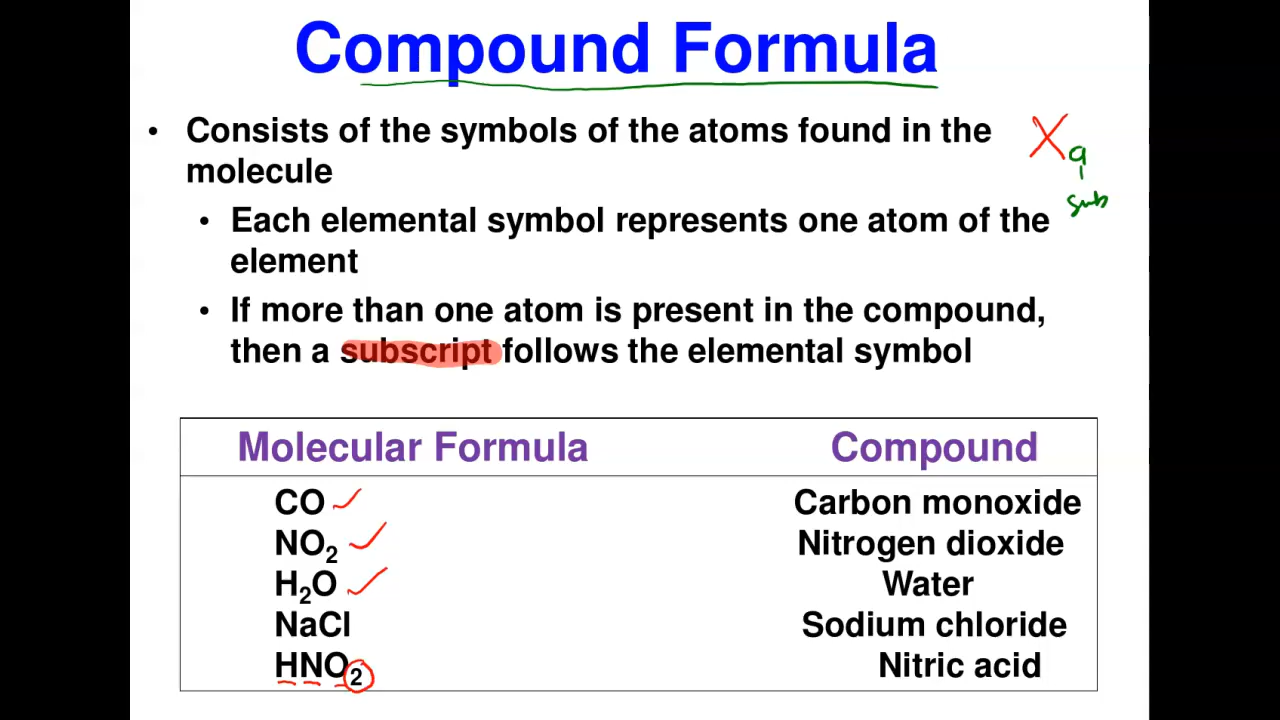 Compound Formula
• Consists of the symbols of the atoms found in the
molecule
X a
sub
• Each elemental symbol represents one atom of the
element
• If more than one atom is present in the compound,
then a subscript follows the elemental symbol
Molecular Formula Compound
CO Carbon monoxide
NO₂ Nitrogen dioxide
H₂O Water
NaCl Sodium chloride
HNO₂ Nitric acid